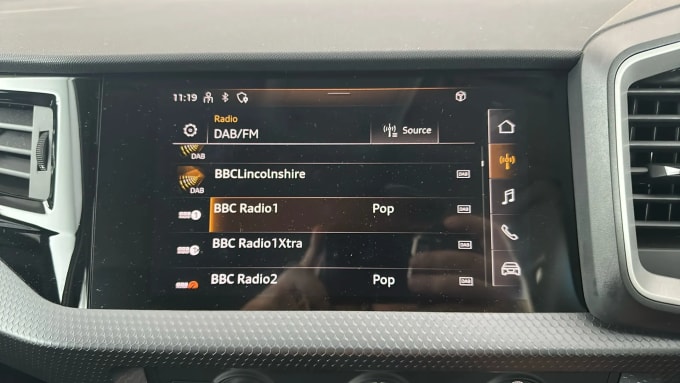 11:19
Radio
DAB/FM
Source
DAB
BBCLincolnshire
DAB
DAB
BBC Radio1
Pop
DAB
BBC Radio1Xtra
DAB
BBC Radio2
Pop
DAB